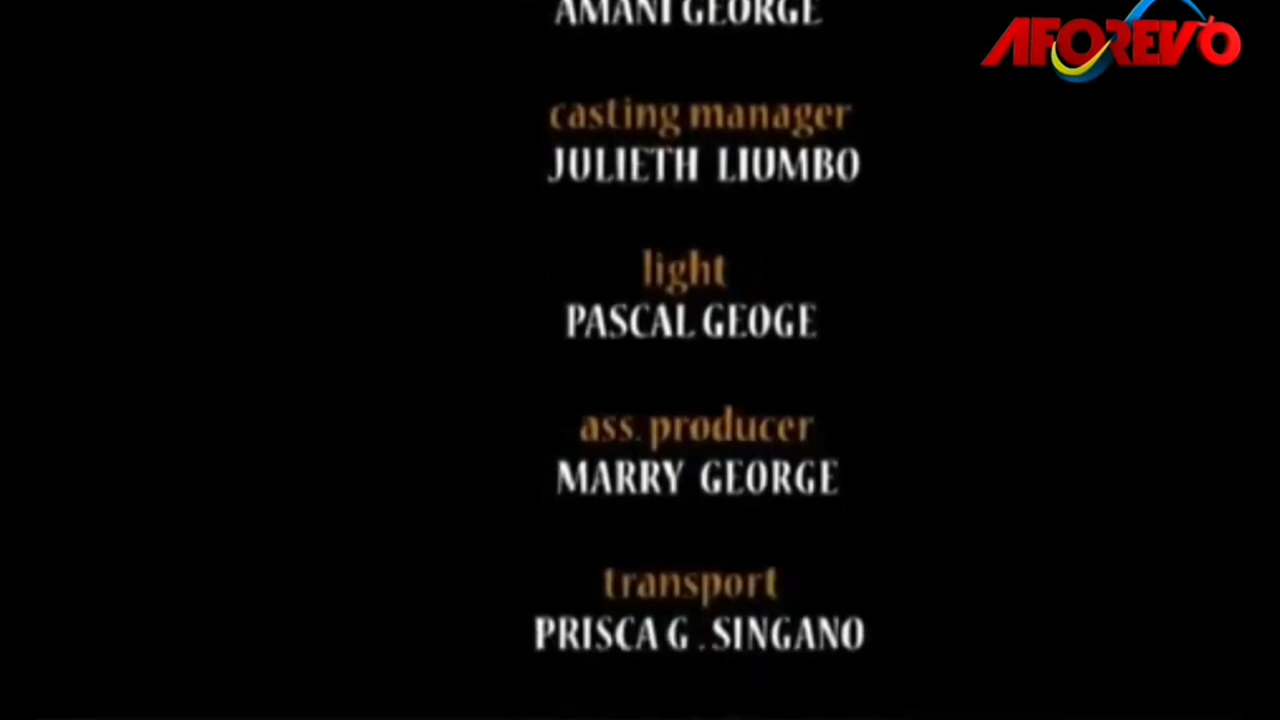 AMANI GEORGE
AFOREVO
casting manager
JULIETH LIUMBO
light
PASCAL GEOGE
ass. producer
MARRY GEORGE
transport
PRISCA G . SINGANO